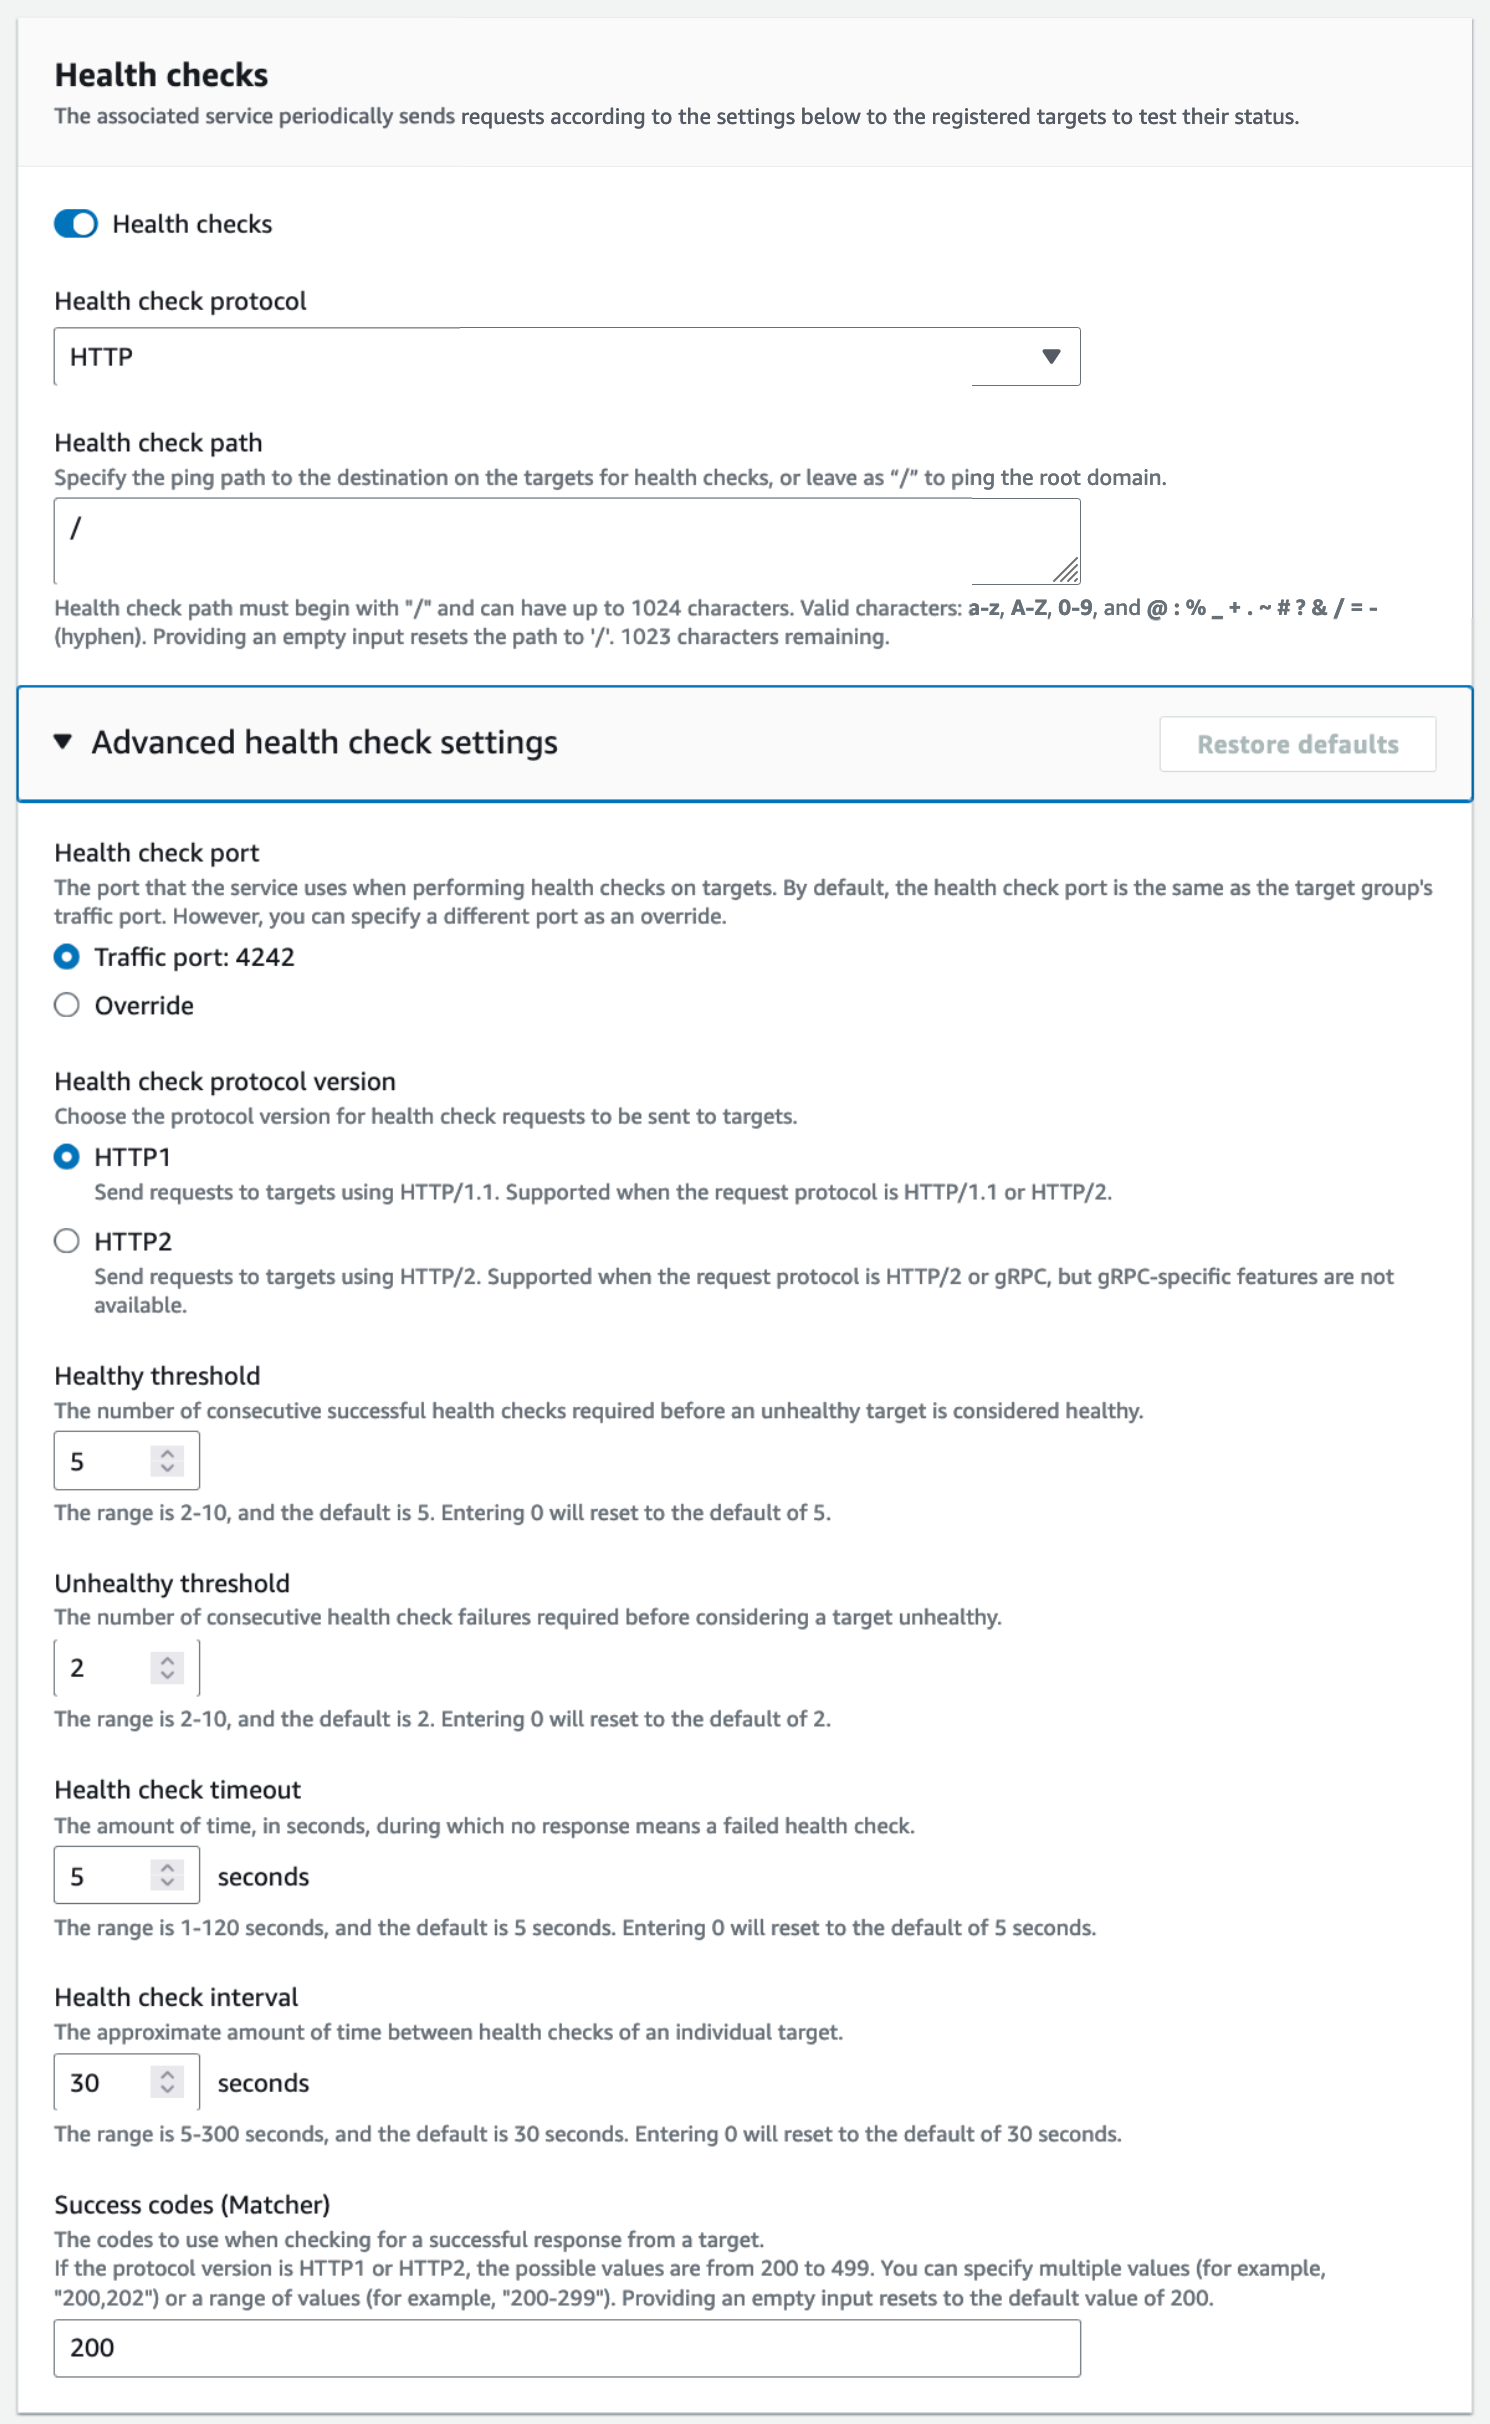 Health checks
The associated service periodically sends requests according to the settings below to the registered targets to test their status.
Health checks
Health check protocol
HTTP
Health check path
Specify the ping path to the destination on the targets for health checks, or leave as “/” to ping the root domain.
/
Health check path must begin with "/" and can have up to 1024 characters. Valid characters: a-z, A-Z, 0-9, and @ : % _ + . ~ # ? & / = -
(hyphen). Providing an empty input resets the path to '/'. 1023 characters remaining.
Advanced health check settings
Restore defaults
Health check port
The port that the service uses when performing health checks on targets. By default, the health check port is the same as the target group's
traffic port. However, you can specify a different port as an override.
Traffic port: 4242
Override
Health check protocol version
Choose the protocol version for health check requests to be sent to targets.
HTTP1
Send requests to targets using HTTP/1.1. Supported when the request protocol is HTTP/1.1 or HTTP/2.
HTTP2
Send requests to targets using HTTP/2. Supported when the request protocol is HTTP/2 or gRPC, but gRPC-specific features are not
available.
Healthy threshold
The number of consecutive successful health checks required before an unhealthy target is considered healthy.
5
The range is 2-10, and the default is 5. Entering 0 will reset to the default of 5.
Unhealthy threshold
The number of consecutive health check failures required before considering a target unhealthy.
2
The range is 2-10, and the default is 2. Entering 0 will reset to the default of 2.
Health check timeout
The amount of time, in seconds, during which no response means a failed health check.
5 seconds
The range is 1-120 seconds, and the default is 5 seconds. Entering 0 will reset to the default of 5 seconds.
Health check interval
The approximate amount of time between health checks of an individual target.
30 seconds
The range is 5-300 seconds, and the default is 30 seconds. Entering 0 will reset to the default of 30 seconds.
Success codes (Matcher)
The codes to use when checking for a successful response from a target.
If the protocol version is HTTP1 or HTTP2, the possible values are from 200 to 499. You can specify multiple values (for example,
"200,202") or a range of values (for example, "200-299"). Providing an empty input resets to the default value of 200.
200